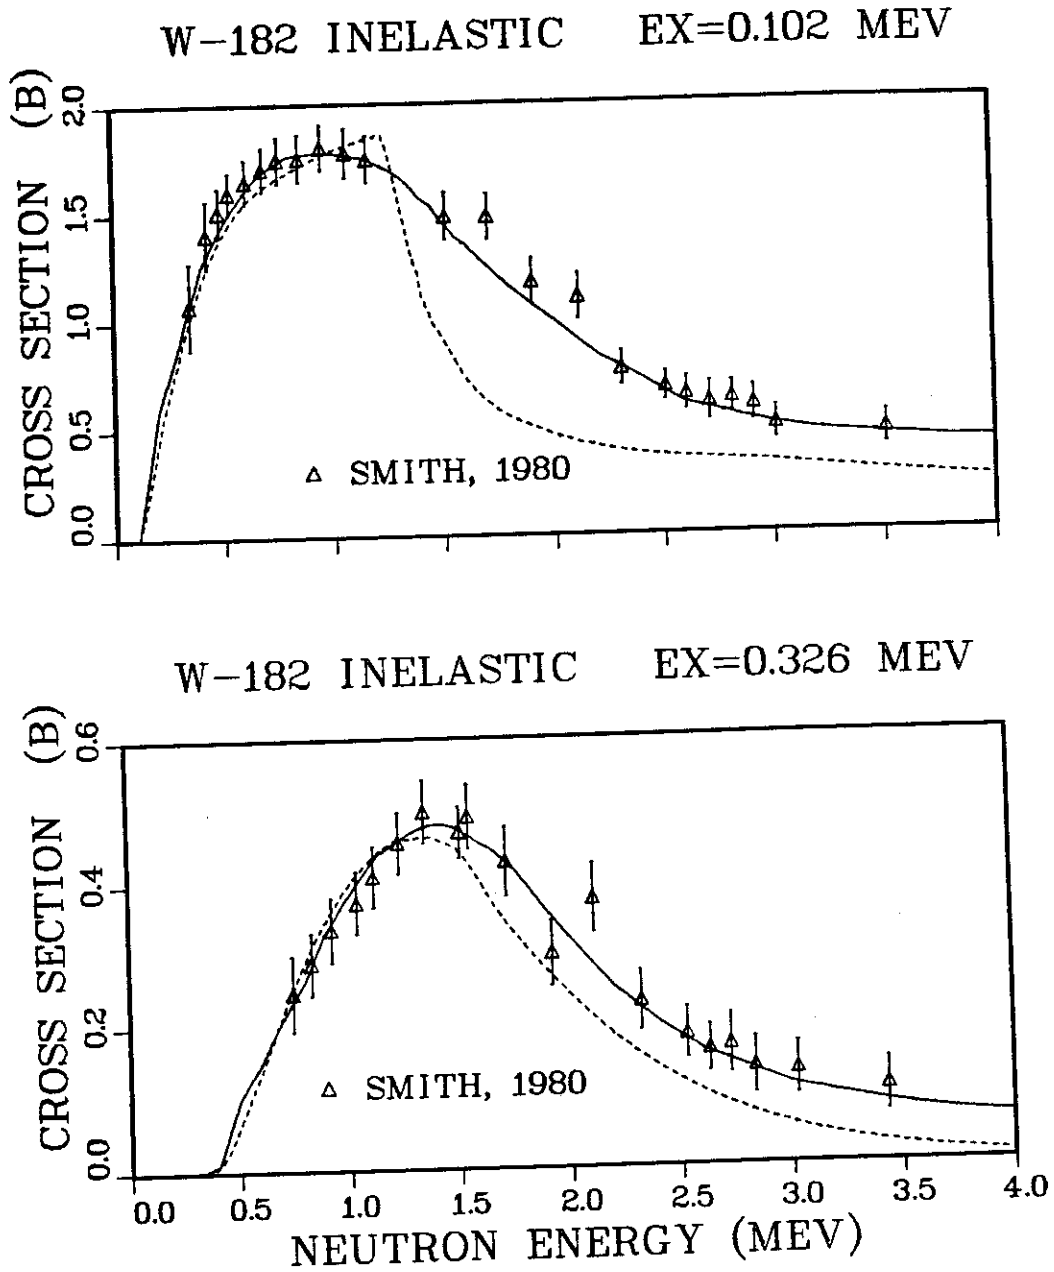 W-182 INELASTIC EX=0.102 MEV
CROSS SECTION (B)
2.0
1.5
1.0
0.5
0.0
SMITH, 1980
W-182 INELASTIC EX=0.326 MEV
CROSS SECTION (B)
0.6
0.4
0.2
0.0
SMITH, 1980
0.0 0.5 1.0 1.5 2.0 2.5 3.0 3.5 4.0
NEUTRON ENERGY (MEV)